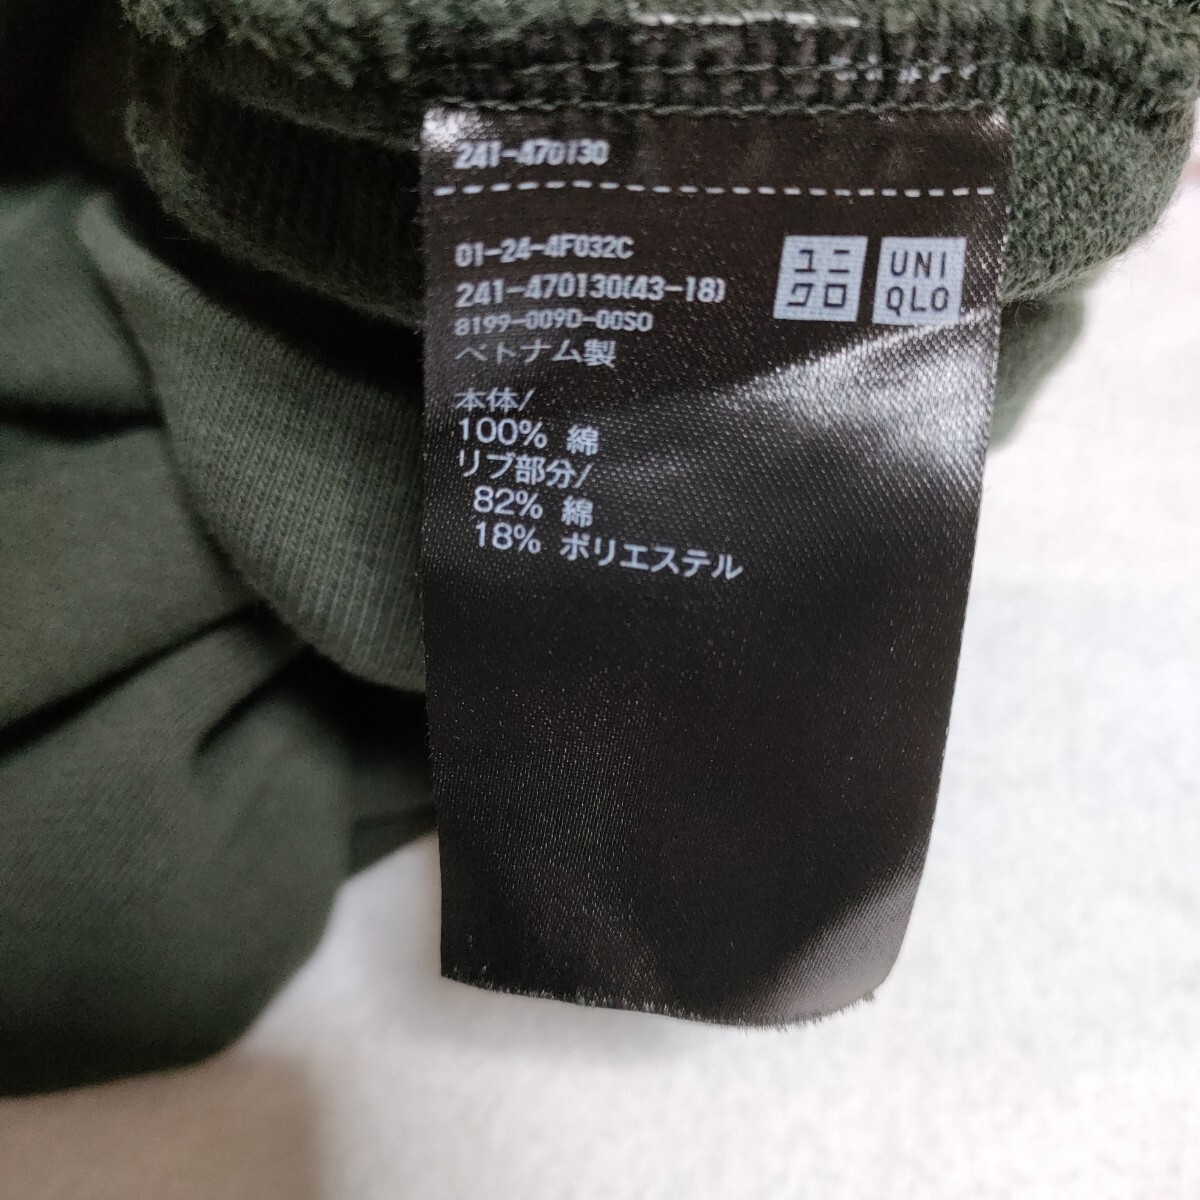 241-470130
01-24-4F032C
241-470130(43-18)
8199-009D-00SO
ベトナム製
ユニ
クロ
UNI
QLO
本体/
100% 綿
リブ部分/
82% 綿
18% ポリエステル